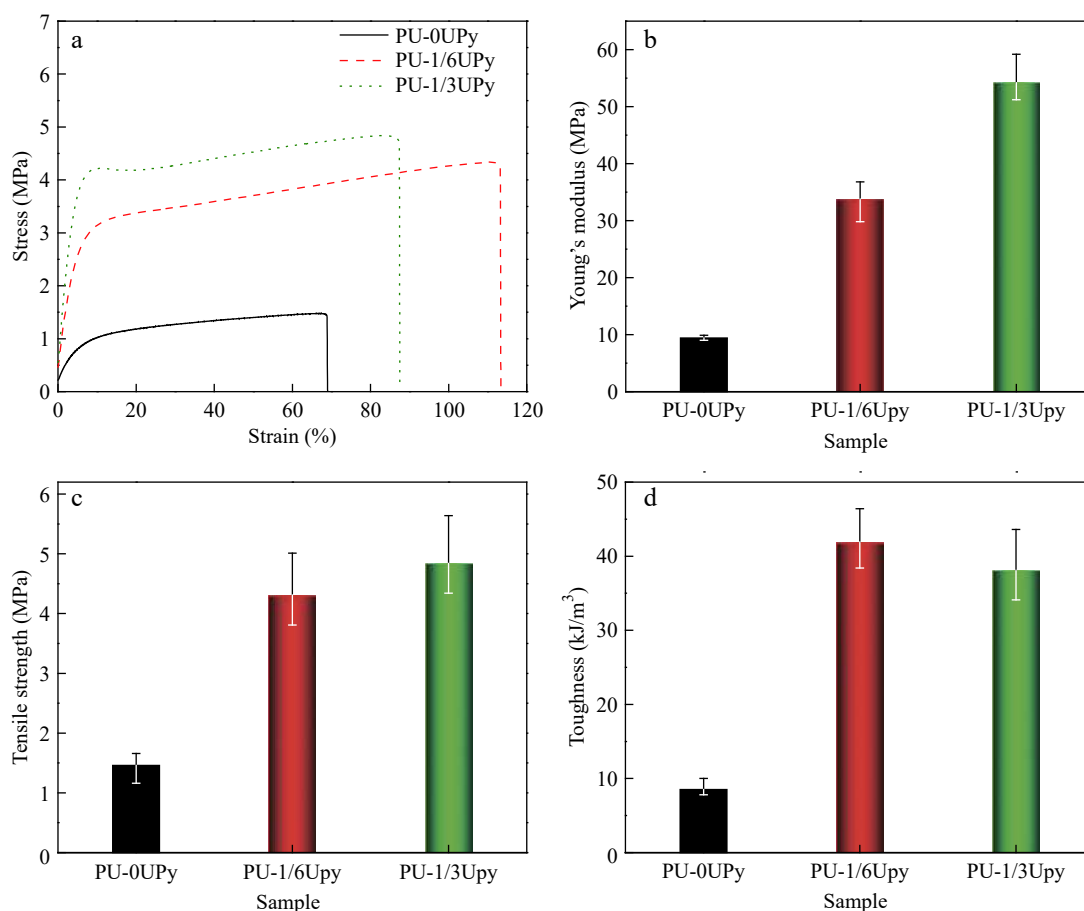 a
PU-0UPy
PU-1/6UPy
PU-1/3UPy
7
6
5
4
3
2
1
0
Stress (MPa)
0 20 40 60 80 100 120
Strain (%)
b
60
50
40
30
20
10
0
Young's modulus (MPa)
PU-0UPy PU-1/6Upy PU-1/3Upy
Sample
c
6
5
4
3
2
1
0
Tensile strength (MPa)
PU-0UPy PU-1/6Upy PU-1/3Upy
Sample
d
50
40
30
20
10
0
Toughness (kJ/m³)
PU-0UPy PU-1/6Upy PU-1/3Upy
Sample